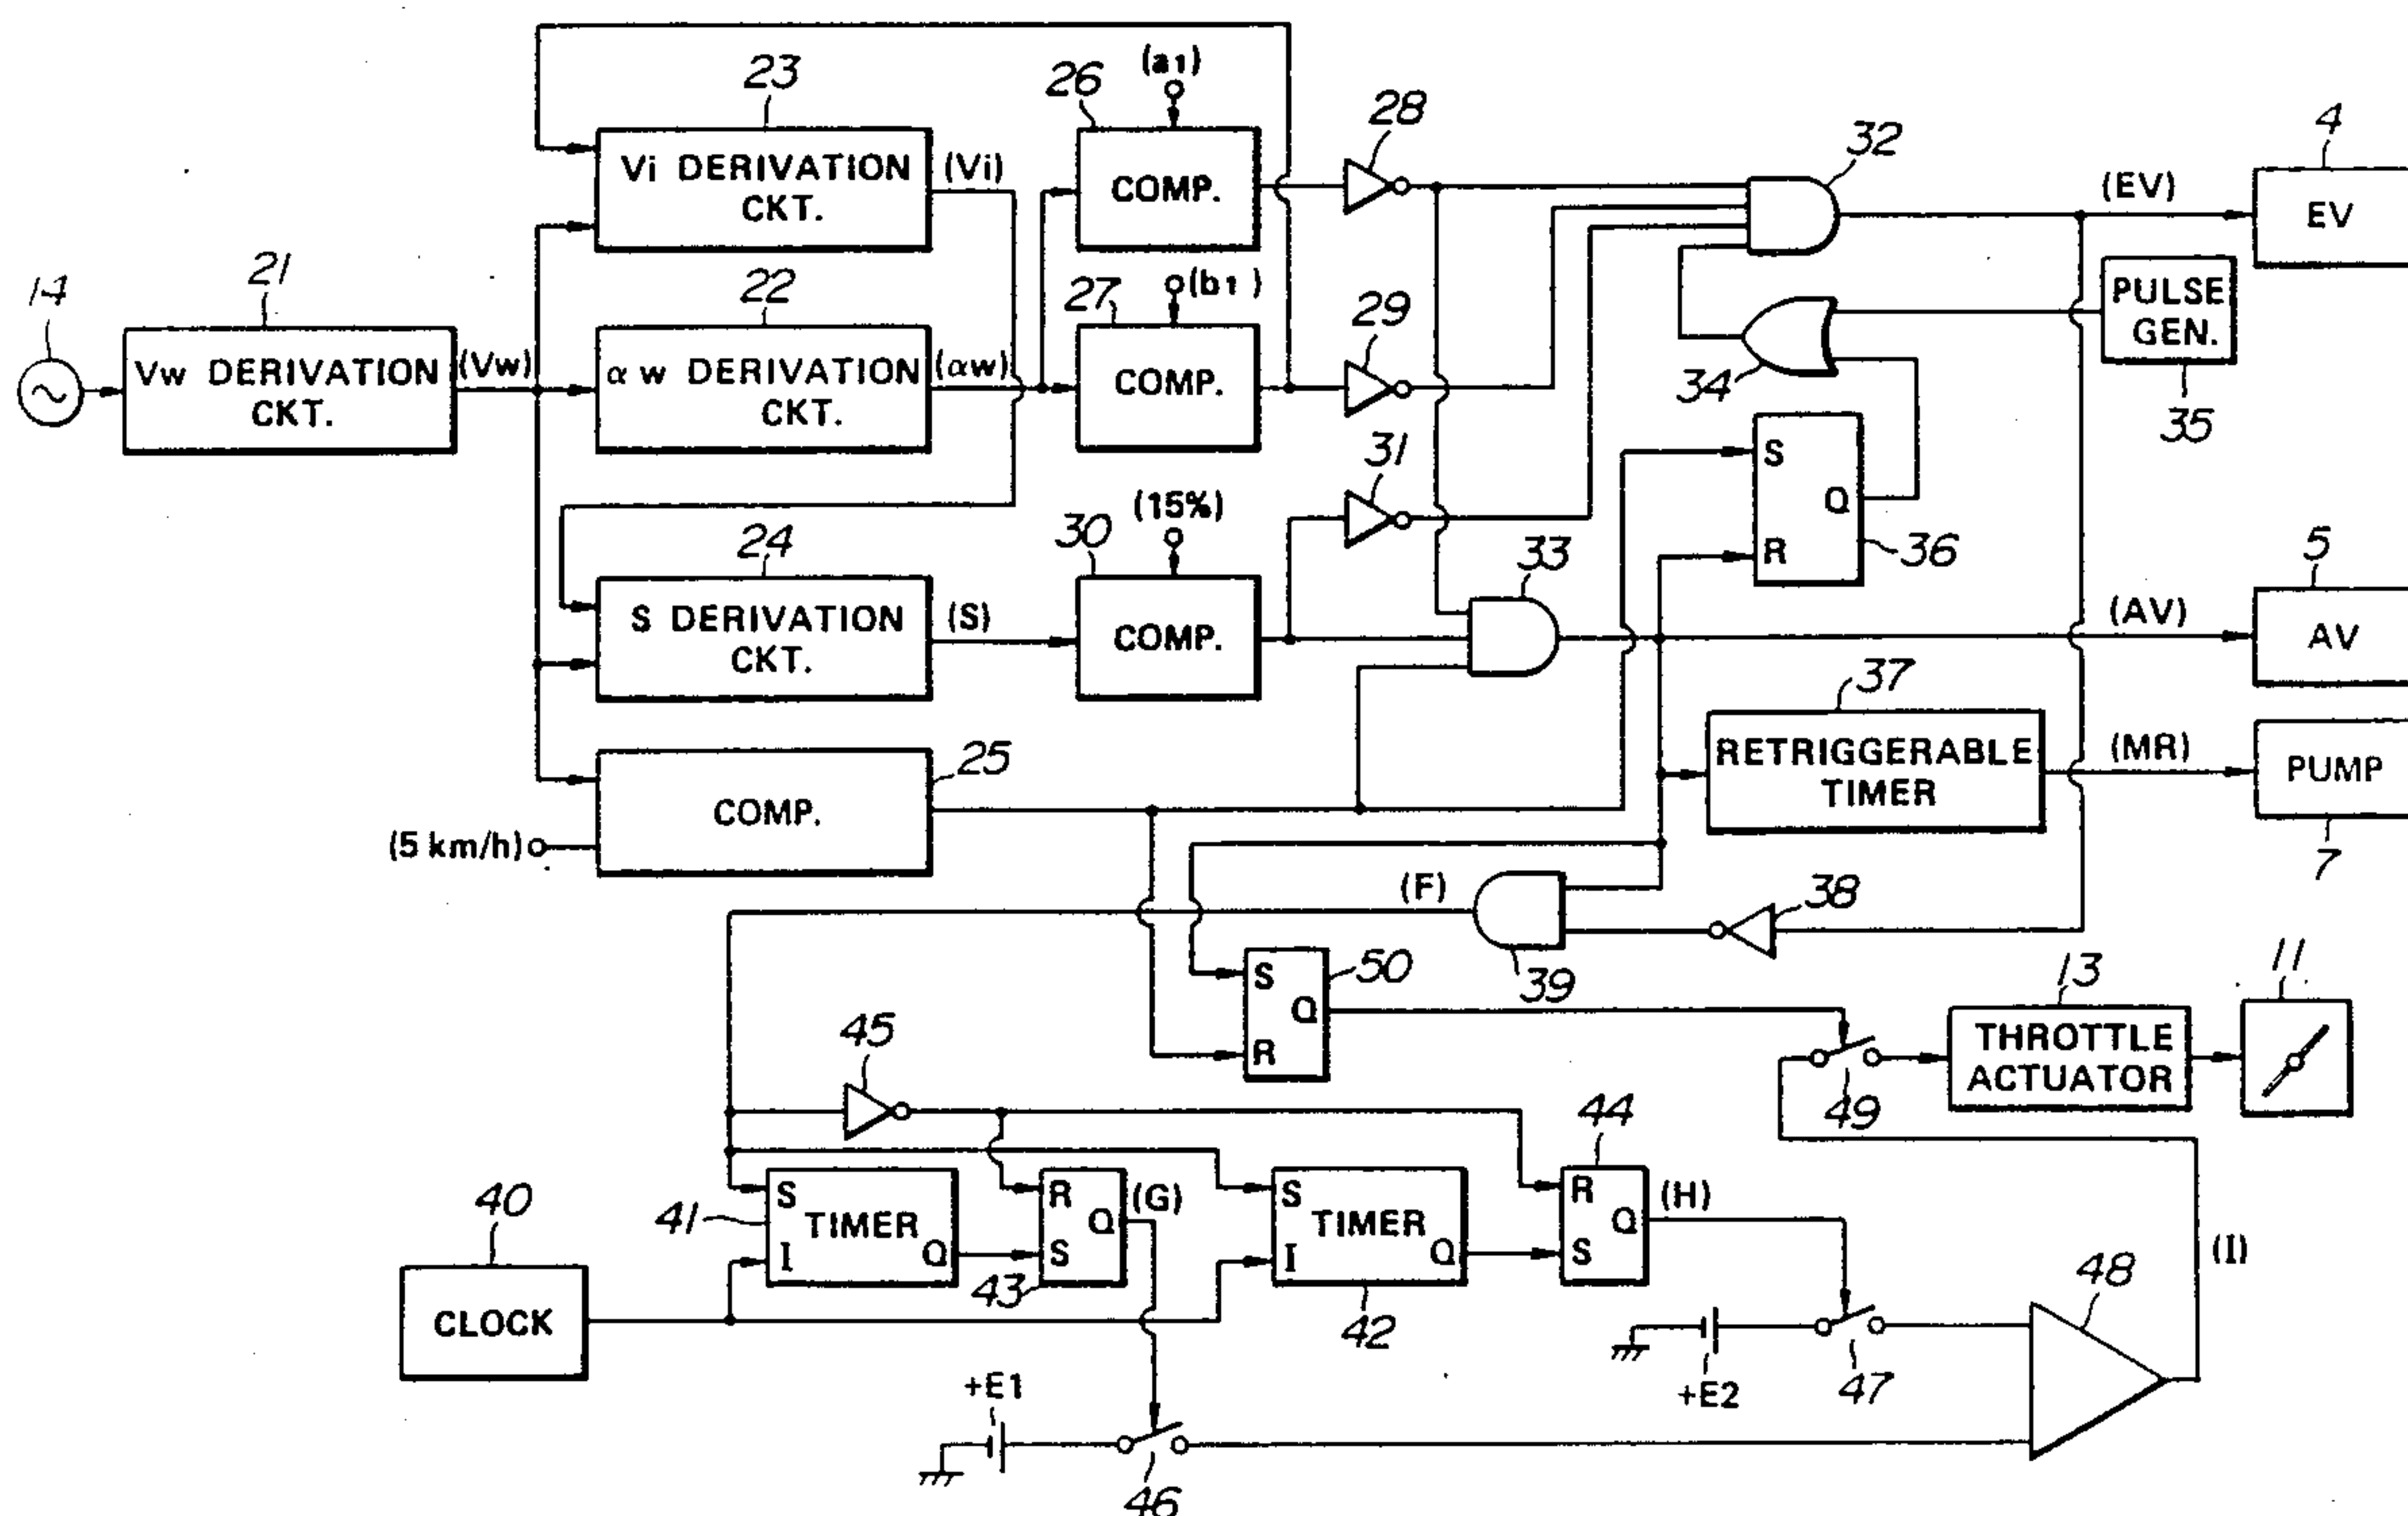 23
26
(a1)
28
32
4
Vi DERIVATION
CKT.
(Vi)
COMP.
(EV)
EV
14
21
22
27
(b1)
29
34
PULSE
GEN.
35
Vw DERIVATION
CKT.
(Vw)
αw DERIVATION
CKT.
(αw)
COMP.
31
S
Q
R
36
24
30
(15%)
33
5
S DERIVATION
CKT.
(S)
COMP.
(AV)
AV
37
25
COMP.
(5 km/h)
RETRIGGERABLE
TIMER
(MR)
PUMP
7
(F)
38
39
S
Q
R
50
13
11
THROTTLE
ACTUATOR
49
45
44
40
41
S
TIMER
I
Q
R
Q
S
43
(G)
S
TIMER
I
Q
42
R
Q
S
(H)
(I)
CLOCK
48
+E1
46
+E2
47